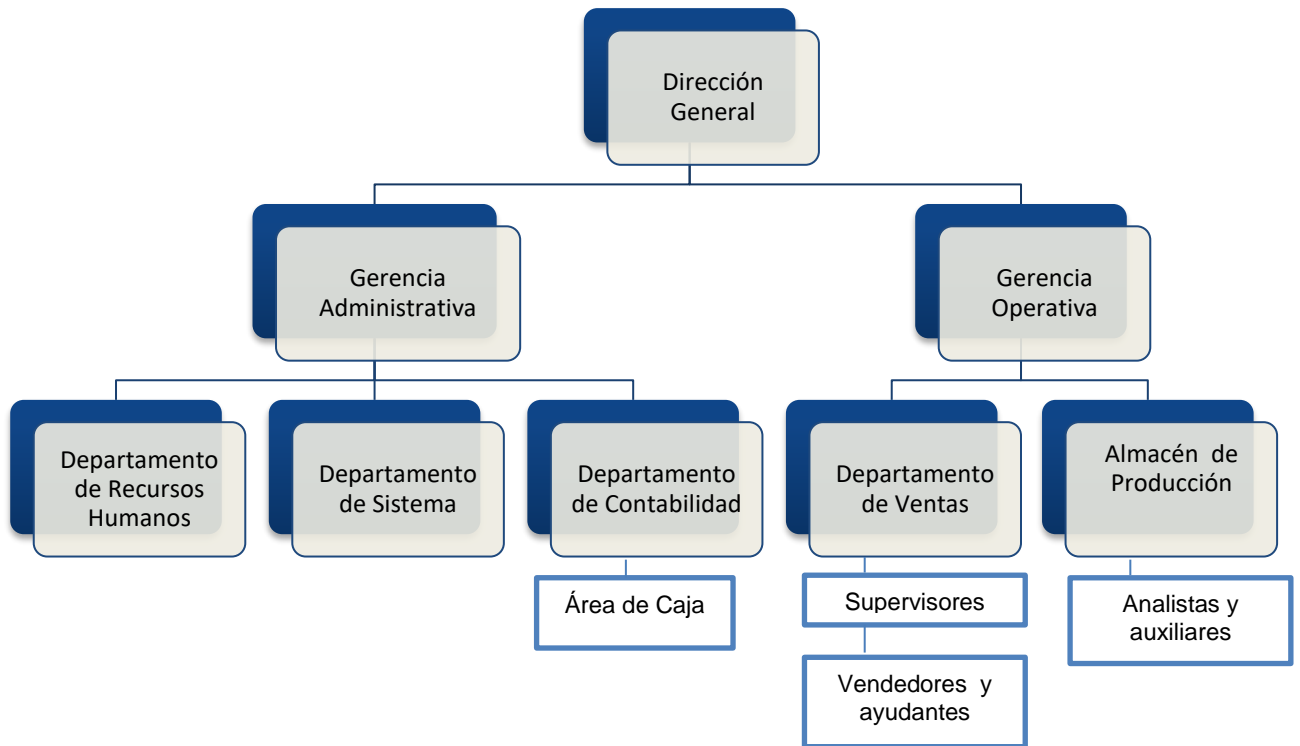 Dirección
General
Gerencia
Administrativa
Gerencia
Operativa
Departamento
de Recursos
Humanos
Departamento
de Sistema
Departamento
de Contabilidad
Departamento
de Ventas
Almacén de
Producción
Área de Caja
Supervisores
Analistas y
auxiliares
Vendedores y
ayudantes